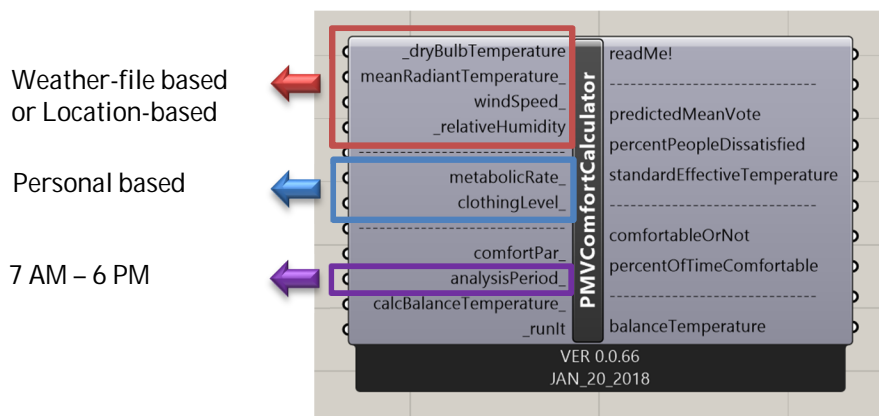 Weather-file based
or Location-based
Personal based
7 AM – 6 PM
_dryBulbTemperature
meanRadiantTemperature_
windSpeed_
_relativeHumidity
--------------------------
metabolicRate_
clothingLevel_
--------------------------
comfortPar_
analysisPeriod_
calcBalanceTemperature_
_runIt
PMVComfortCalculator
readMe!
--------------------------
predictedMeanVote
percentPeopleDissatisfied
standardEffectiveTemperature
--------------------------
comfortableOrNot
percentOfTimeComfortable
--------------------------
balanceTemperature
VER 0.0.66
JAN_20_2018